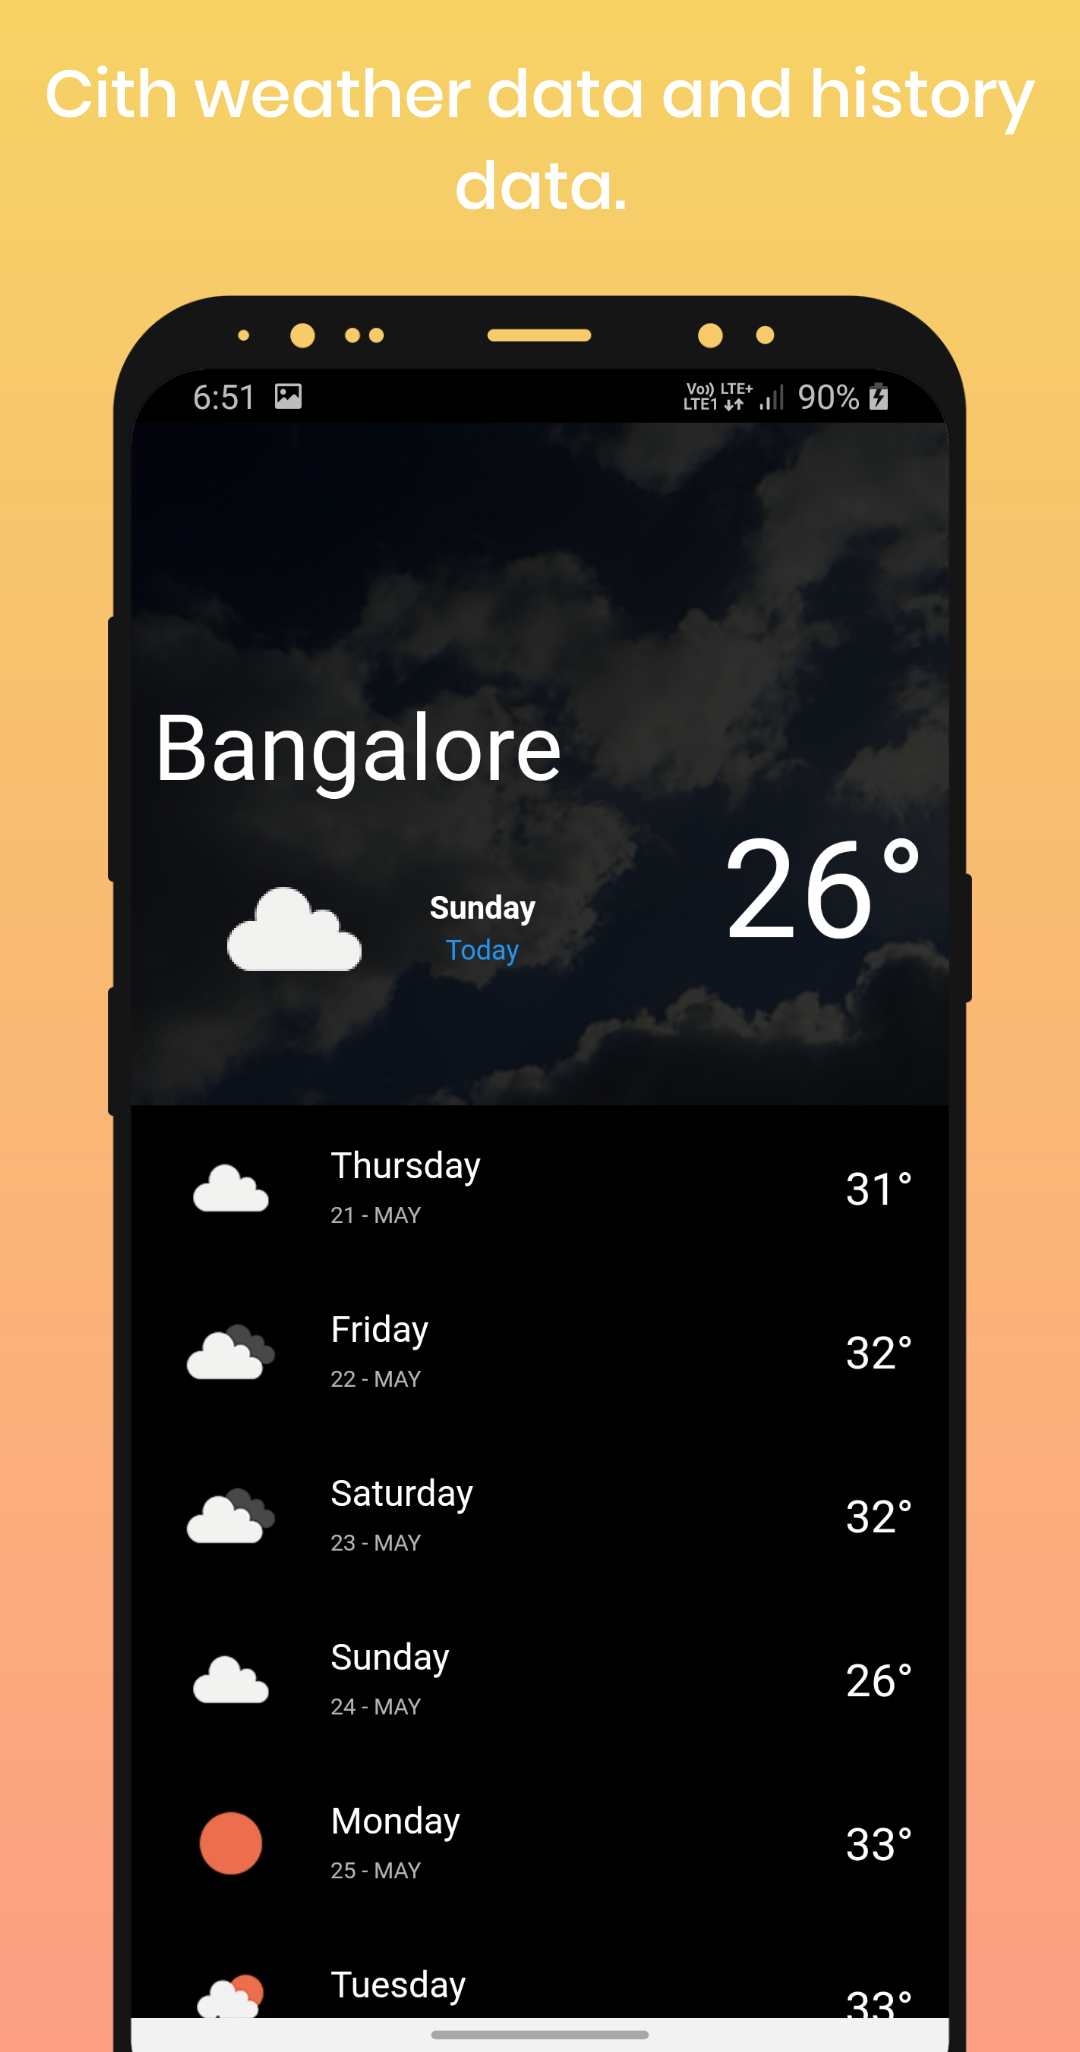 Cith weather data and history
data.
6:51 Vo)) LTE+ 90%
LTE1
Bangalore
26°
Sunday
Today
Thursday 31°
21 - MAY
Friday 32°
22 - MAY
Saturday 32°
23 - MAY
Sunday 26°
24 - MAY
Monday 33°
25 - MAY
Tuesday 33°